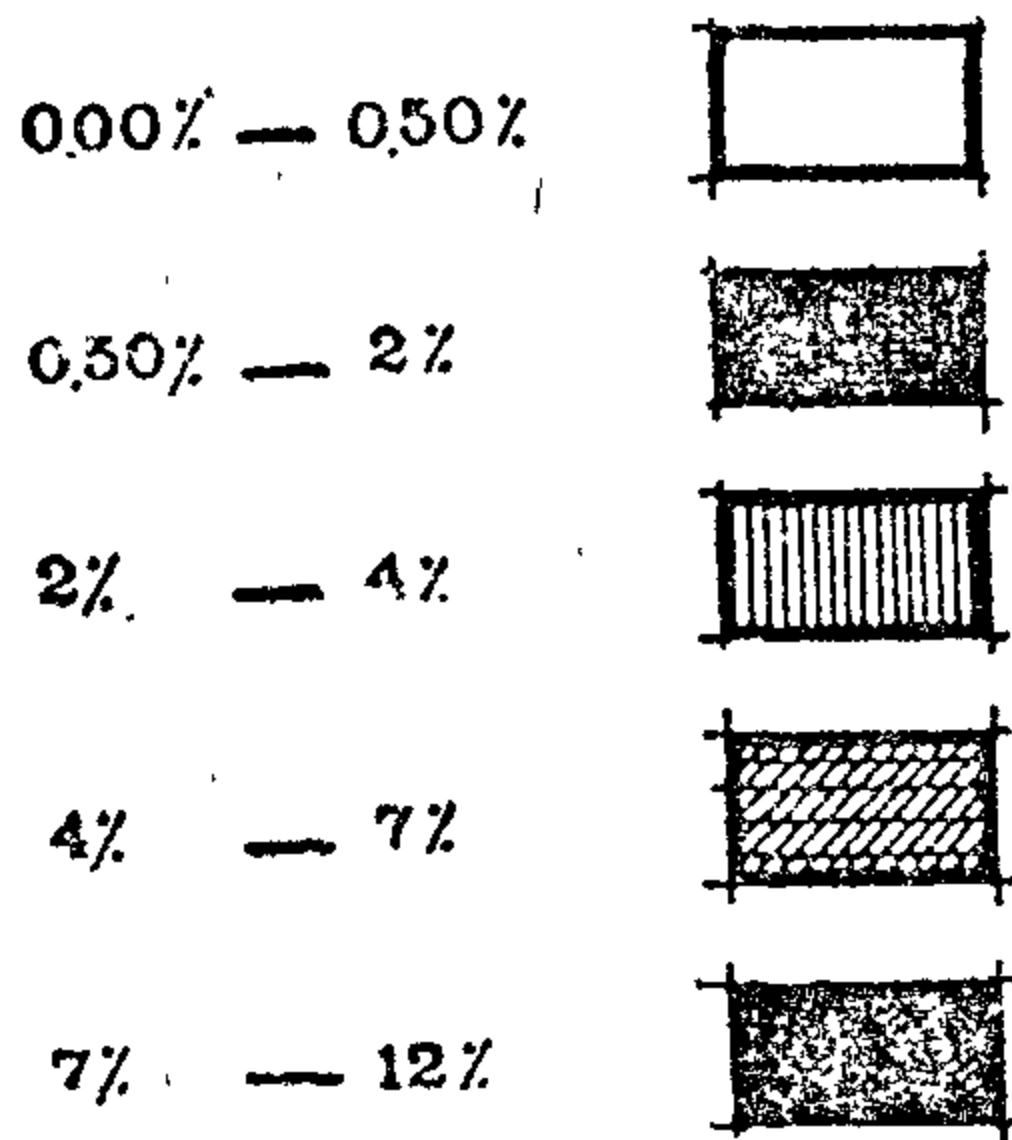 0,00% — 0,50%
0,50% — 2%
2% — 4%
4% — 7%
7% — 12%